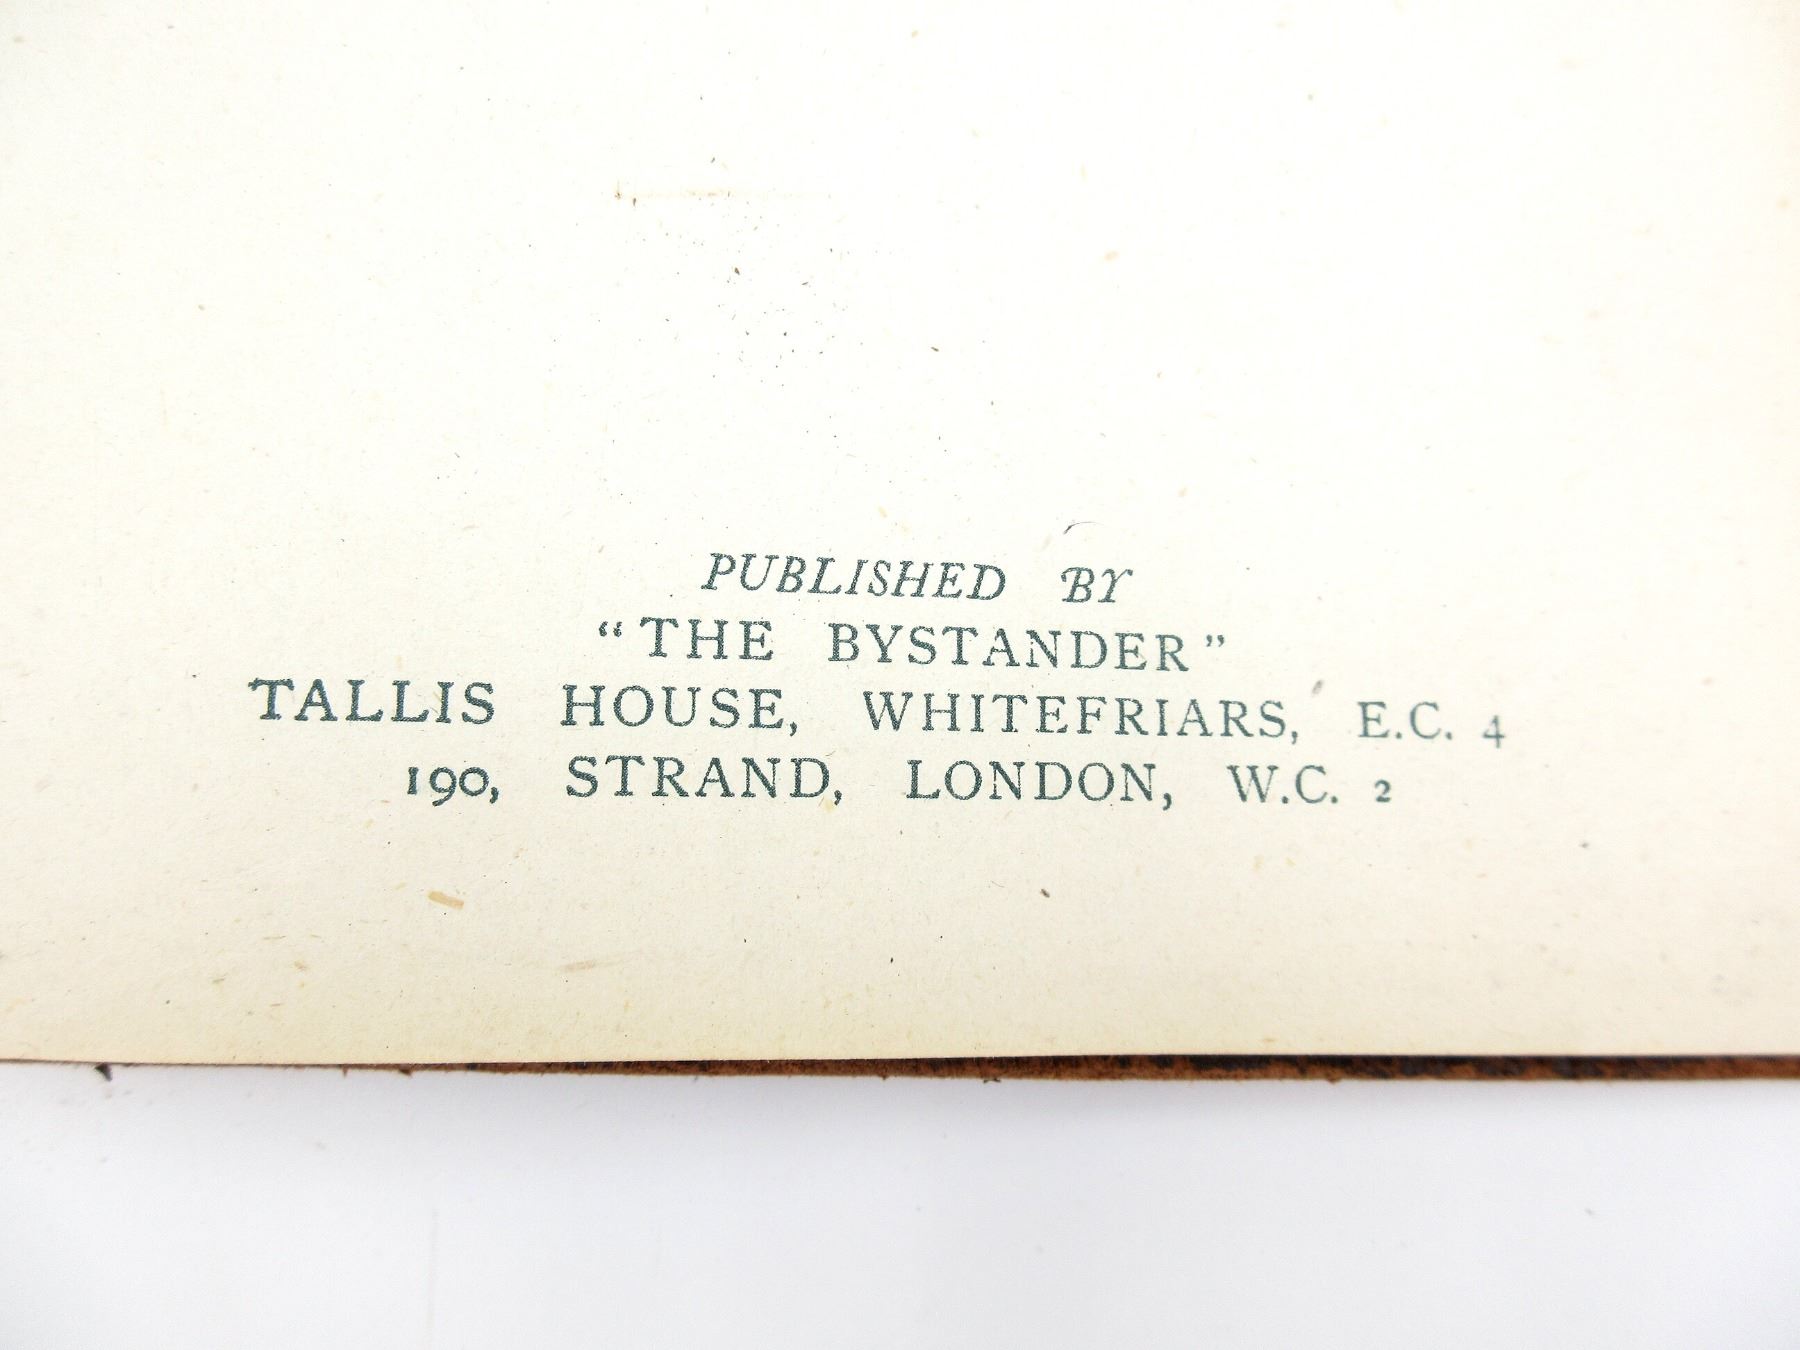 PUBLISHED BY
“THE BYSTANDER”
TALLIS HOUSE, WHITEFRIARS, E.C. 4
190, STRAND, LONDON, W.C. 2